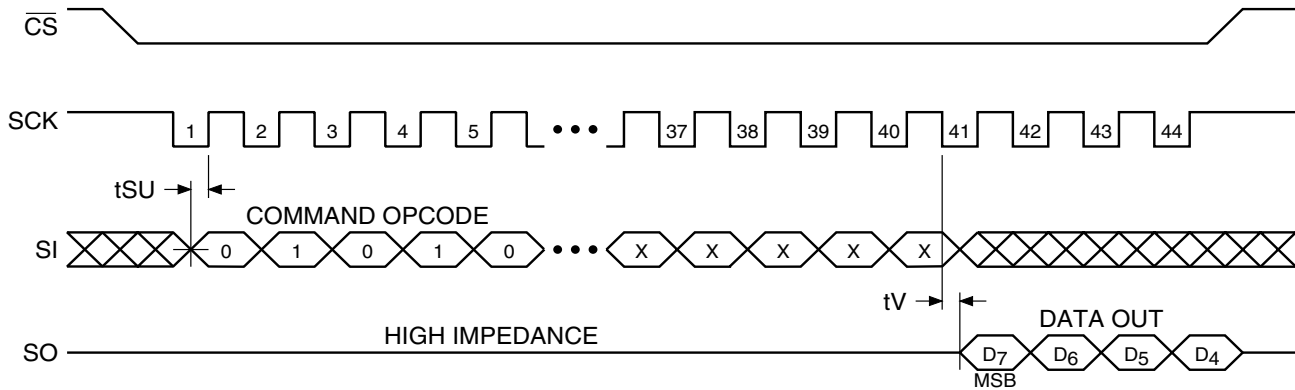 CS
SCK 1 2 3 4 5 ••• 37 38 39 40 41 42 43 44
tSU
COMMAND OPCODE
SI 0 1 0 1 0 ••• X X X X X
tV
HIGH IMPEDANCE DATA OUT
SO D7 D6 D5 D4
MSB